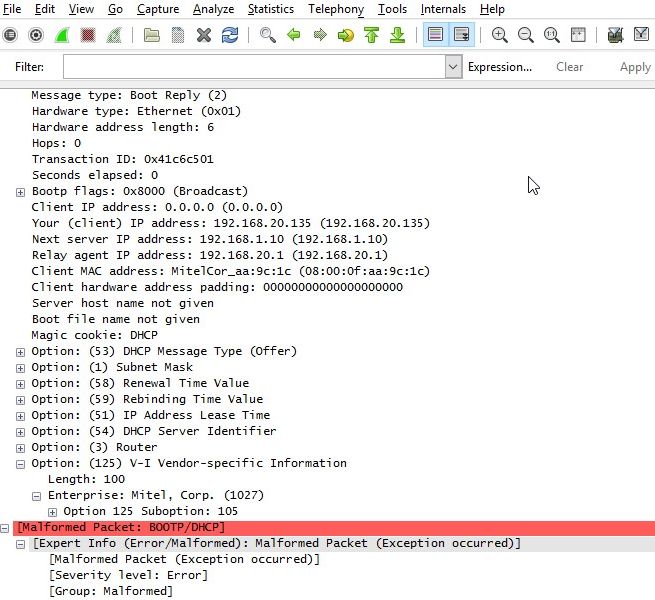 File Edit View Go Capture Analyze Statistics Telephony Tools Internals Help
Filter: Expression... Clear Apply
Message type: Boot Reply (2)
Hardware type: Ethernet (0x01)
Hardware address length: 6
Hops: 0
Transaction ID: 0x41c6c501
Seconds elapsed: 0
Bootp flags: 0x8000 (Broadcast)
Client IP address: 0.0.0.0 (0.0.0.0)
Your (client) IP address: 192.168.20.135 (192.168.20.135)
Next server IP address: 192.168.1.10 (192.168.1.10)
Relay agent IP address: 192.168.20.1 (192.168.20.1)
Client MAC address: MitelCor_aa:9c:1c (08:00:0f:aa:9c:1c)
Client hardware address padding: 00000000000000000000
Server host name not given
Boot file name not given
Magic cookie: DHCP
Option: (53) DHCP Message Type (Offer)
Option: (1) Subnet Mask
Option: (58) Renewal Time Value
Option: (59) Rebinding Time Value
Option: (51) IP Address Lease Time
Option: (54) DHCP Server Identifier
Option: (3) Router
Option: (125) V-I Vendor-specific Information
Length: 100
Enterprise: Mitel, Corp. (1027)
Option 125 Suboption: 105
[Malformed Packet: BOOTP/DHCP]
[Expert Info (Error/Malformed): Malformed Packet (Exception occurred)]
[Malformed Packet (Exception occurred)]
[Severity level: Error]
[Group: Malformed]